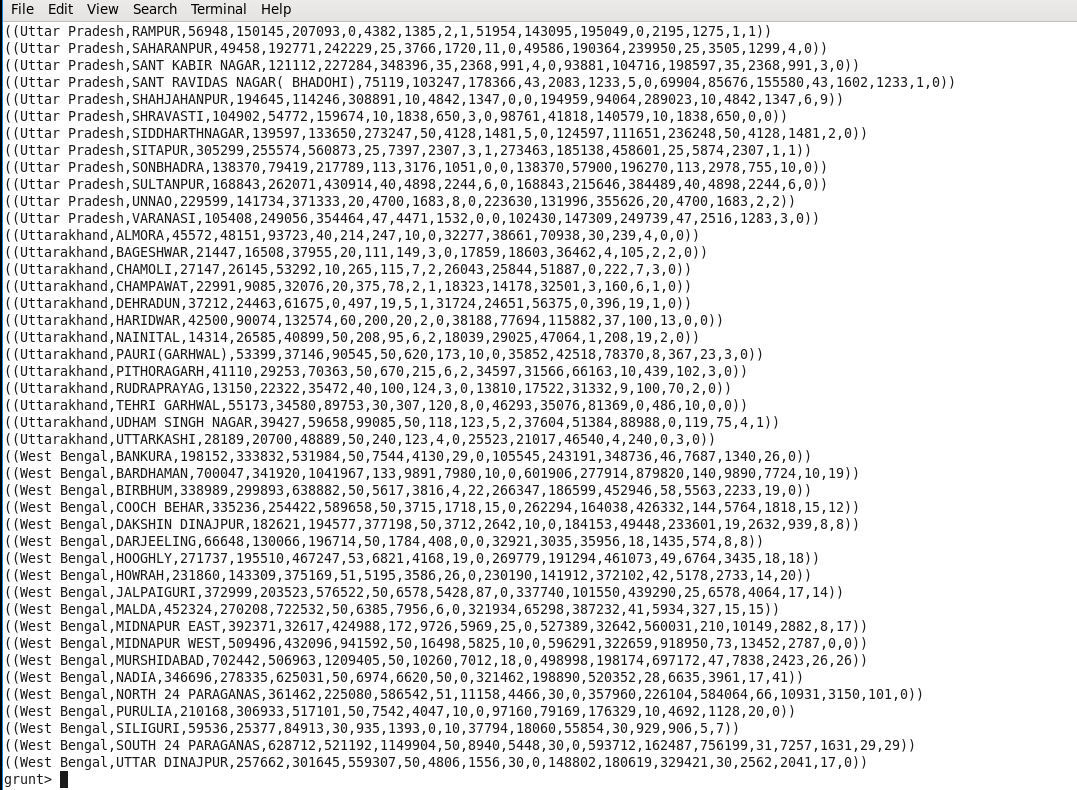 File Edit View Search Terminal Help
((Uttar Pradesh,RAMPUR,56948,150145,207093,0,4382,1385,2,1,51954,143095,195049,0,2195,1275,1,1))
((Uttar Pradesh,SAHARANPUR,49458,192771,242229,25,3766,1720,11,0,49586,190364,239950,25,3505,1299,4,0))
((Uttar Pradesh,SANT KABIR NAGAR,121112,227284,348396,35,2368,991,4,0,93881,104716,198597,35,2368,991,3,0))
((Uttar Pradesh,SANT RAVIDAS NAGAR( BHADOHI),75119,103247,178366,43,2083,1233,5,0,69904,85676,155580,43,1602,1233,1,0))
((Uttar Pradesh,SHAHJAHANPUR,194645,114246,308891,10,4842,1347,0,0,194959,94064,289023,10,4842,1347,6,9))
((Uttar Pradesh,SHRAVASTI,104902,54772,159674,10,1838,650,3,0,98761,41818,140579,10,1838,650,0,0))
((Uttar Pradesh,SIDDHARTHNAGAR,139597,133650,273247,50,4128,1481,5,0,124597,111651,236248,50,4128,1481,2,0))
((Uttar Pradesh,SITAPUR,305299,255574,560873,25,7397,2307,3,1,273463,185138,458601,25,5874,2307,1,1))
((Uttar Pradesh,SONBHADRA,138370,79419,217789,113,3176,1051,0,0,138370,57900,196270,113,2978,755,10,0))
((Uttar Pradesh,SULTANPUR,168843,262071,430914,40,4898,2244,6,0,168843,215646,384489,40,4898,2244,6,0))
((Uttar Pradesh,UNNAO,229599,141734,371333,20,4700,1683,8,0,223630,131996,355626,20,4700,1683,2,2))
((Uttar Pradesh,VARANASI,105408,249056,354464,47,4471,1532,0,0,102430,147309,249739,47,2516,1283,3,0))
((Uttarakhand,ALMORA,45572,48151,93723,40,214,247,10,0,32277,38661,70938,30,239,4,0,0))
((Uttarakhand,BAGESHWAR,21447,16508,37955,20,111,149,3,0,17859,18603,36462,4,105,2,2,0))
((Uttarakhand,CHAMOLI,27147,26145,53292,10,265,115,7,2,26043,25844,51887,0,222,7,3,0))
((Uttarakhand,CHAMPAWAT,22991,9085,32076,20,375,78,2,1,18323,14178,32501,3,160,6,1,0))
((Uttarakhand,DEHRADUN,37212,24463,61675,0,497,19,5,1,31724,24651,56375,0,396,19,1,0))
((Uttarakhand,HARIDWAR,42500,90074,132574,60,200,20,2,0,38188,77694,115882,37,100,13,0,0))
((Uttarakhand,NAINITAL,14314,26585,40899,50,208,95,6,2,18039,29025,47064,1,208,19,2,0))
((Uttarakhand,PAURI(GARHWAL),53399,37146,90545,50,620,173,10,0,35852,42518,78370,8,367,23,3,0))
((Uttarakhand,PITHORAGARH,41110,29253,70363,50,670,215,6,2,34597,31566,66163,10,439,102,3,0))
((Uttarakhand,RUDRAPRAYAG,13150,22322,35472,40,100,124,3,0,13810,17522,31332,9,100,70,2,0))
((Uttarakhand,TEHRI GARHWAL,55173,34580,89753,30,307,120,8,0,46293,35076,81369,0,486,10,0,0))
((Uttarakhand,UDHAM SINGH NAGAR,39427,59658,99085,50,118,123,5,2,37604,51384,88988,0,119,75,4,1))
((Uttarakhand,UTTARKASHI,28189,20700,48889,50,240,123,4,0,25523,21017,46540,4,240,0,3,0))
((West Bengal,BANKURA,198152,333832,531984,50,7544,4130,29,0,105545,243191,348736,46,7687,1340,26,0))
((West Bengal,BARDHAMAN,700047,341920,1041967,133,9891,7980,10,0,601906,277914,879820,140,9890,7724,10,19))
((West Bengal,BIRBHUM,338989,299893,638882,50,5617,3816,4,22,266347,186599,452946,58,5563,2233,19,0))
((West Bengal,COOCH BEHAR,335236,254422,589658,50,3715,1718,15,0,262294,164038,426332,144,5764,1818,15,12))
((West Bengal,DAKSHIN DINAJPUR,182621,194577,377198,50,3712,2642,10,0,184153,49448,233601,19,2632,939,8,8))
((West Bengal,DARJEELING,66648,130066,196714,50,1784,408,0,0,32921,3035,35956,18,1435,574,8,8))
((West Bengal,HOOGHLY,271737,195510,467247,53,6821,4168,19,0,269779,191294,461073,49,6764,3435,18,18))
((West Bengal,HOWRAH,231860,143309,375169,51,5195,3586,26,0,230190,141912,372102,42,5178,2733,14,20))
((West Bengal,JALPAIGURI,372999,203523,576522,50,6578,5428,87,0,337740,101550,439290,25,6578,4064,17,14))
((West Bengal,MALDA,452324,270208,722532,50,6385,7956,6,0,321934,65298,387232,41,5934,327,15,15))
((West Bengal,MIDNAPUR EAST,392371,32617,424988,172,9726,5969,25,0,527389,32642,560031,210,10149,2882,8,17))
((West Bengal,MIDNAPUR WEST,509496,432096,941592,50,16498,5825,10,0,596291,322659,918950,73,13452,2787,0,0))
((West Bengal,MURSHIDABAD,702442,506963,1209405,50,10260,7012,18,0,498998,198174,697172,47,7838,2423,26,26))
((West Bengal,NADIA,346696,278335,625031,50,6974,6620,50,0,321462,198890,520352,28,6635,3961,17,41))
((West Bengal,NORTH 24 PARAGANAS,361462,225080,586542,51,11158,4466,30,0,357960,226104,584064,66,10931,3150,101,0))
((West Bengal,PURULIA,210168,306933,517101,50,7542,4047,10,0,97160,79169,176329,10,4692,1128,20,0))
((West Bengal,SILIGURI,59536,25377,84913,30,935,1393,0,10,37794,18060,55854,30,929,906,5,7))
((West Bengal,SOUTH 24 PARAGANAS,628712,521192,1149904,50,8940,5448,30,0,593712,162487,756199,31,7257,1631,29,29))
((West Bengal,UTTAR DINAJPUR,257662,301645,559307,50,4806,1556,30,0,148802,180619,329421,30,2562,2041,17,0))
grunt>